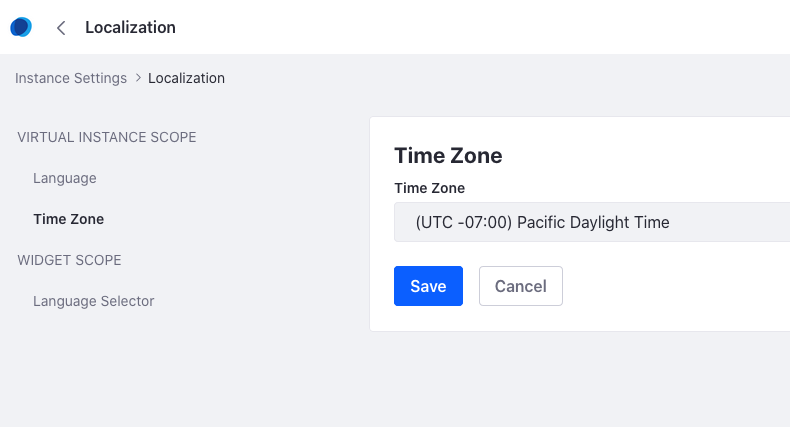 Localization
Instance Settings > Localization
VIRTUAL INSTANCE SCOPE
Language
Time Zone
WIDGET SCOPE
Language Selector
Time Zone
Time Zone
(UTC -07:00) Pacific Daylight Time
Save
Cancel